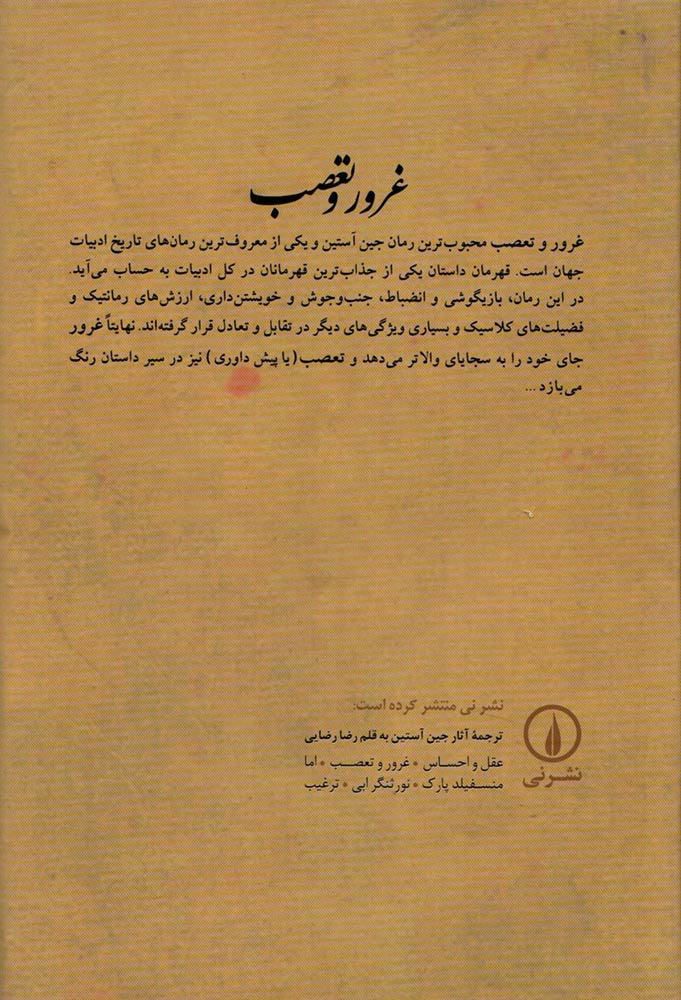 غرور و تعصب
غرور و تعصب محبوب‌ترین رمان جین آستین و یکی از معروف‌ترین رمان‌های تاریخ ادبیات
جهان است. قهرمان داستان یکی از جذاب‌ترین قهرمانان در کل ادبیات به حساب می‌آید.
در این رمان، بازیگوشی و انضباط، جنب‌وجوش و خویشتن‌داری، ارزش‌های رمانتیک و
فضیلت‌های کلاسیک و بسیاری ویژگی‌های دیگر در تقابل و تعادل قرار گرفته‌اند. نهایتاً غرور
جای خود را به سجایای والاتر می‌دهد و تعصب (یا پیش داوری) نیز در سیر داستان رنگ
می‌بازد ...
نشر نی منتشر کرده است:
ترجمهٔ آثار جین آستین به قلم رضا رضایی
عقل و احساس • غرور و تعصب • اما
منسفیلد پارک • نورثنگر ابی • ترغیب
نشر نی